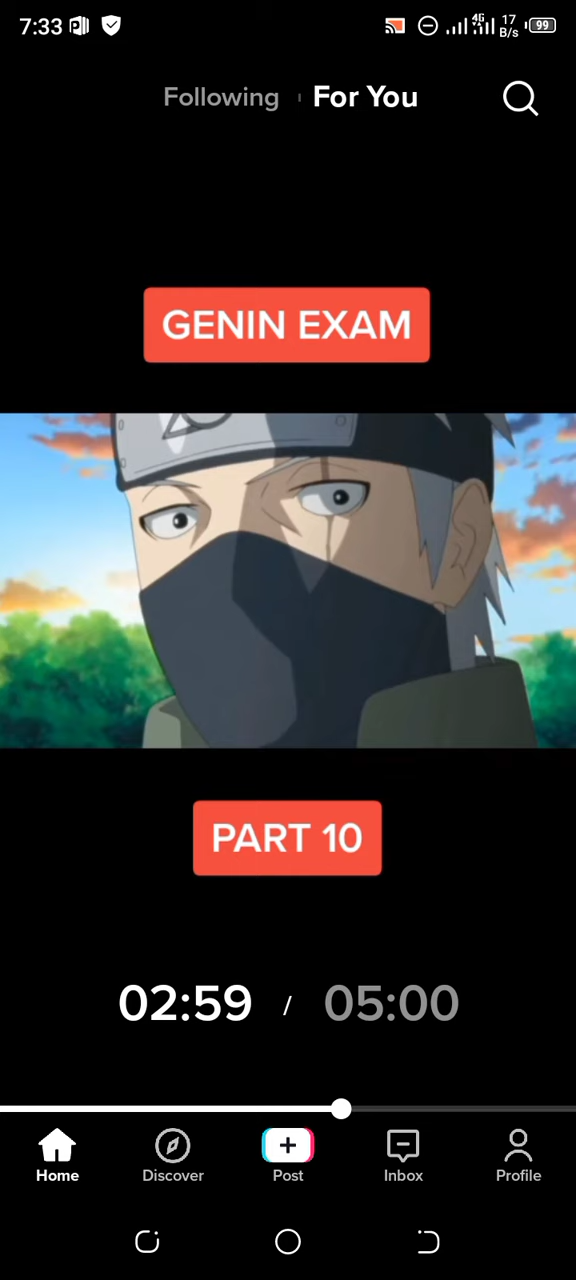 7:33
4G
17
B/s
99
Following
For You
GENIN EXAM
PART 10
02:59 / 05:00
Home
Discover
Post
Inbox
Profile